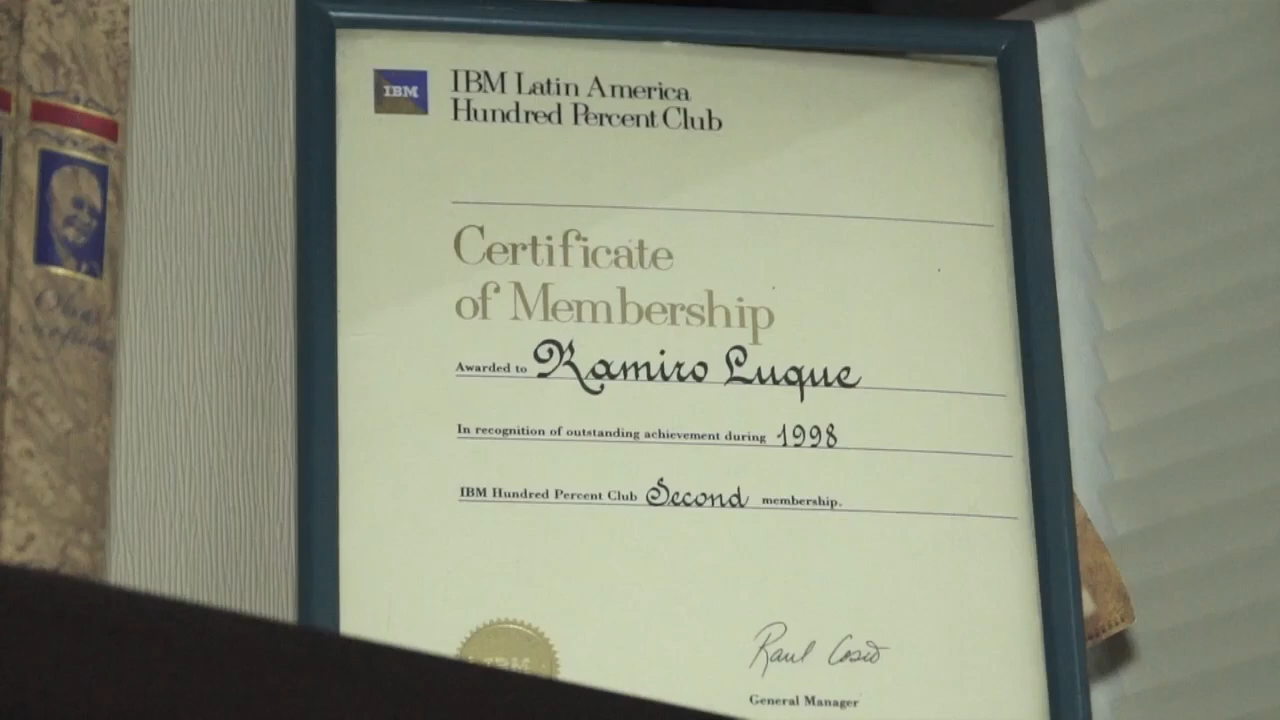 IBM
IBM Latin America
Hundred Percent Club
Certificate
of Membership
Awarded to Ramiro Luque
In recognition of outstanding achievement during 1998
IBM Hundred Percent Club Second membership.
IBM
Raul Cosio
General Manager